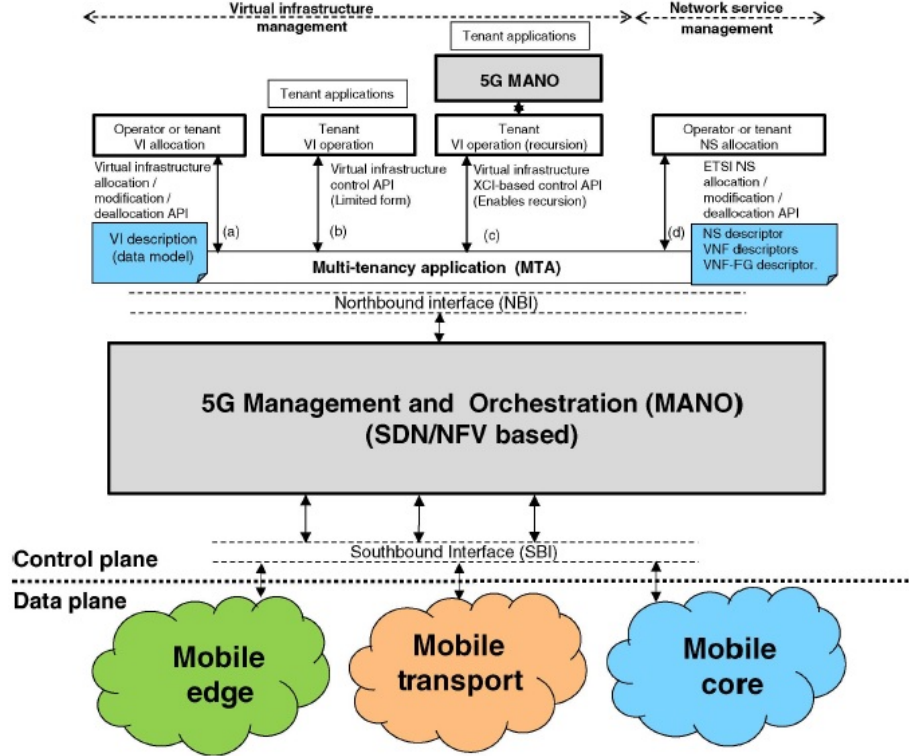 Virtual infrastructure
management
Network service
management
Tenant applications
5G MANO
Tenant applications
Operator or tenant
VI allocation
Tenant
VI operation
Tenant
VI operation (recursion)
Operator or tenant
NS allocation
Virtual infrastructure
allocation /
modification /
deallocation API
(a)
Virtual infrastructure
control API
(Limited form)
(b)
Virtual infrastructure
XCI-based control API
(Enables recursion)
(c)
ETSI NS
allocation/
modification/
deallocation API
(d)
VI description
(data model)
NS descriptor
VNF descriptors
VNF-FG descriptor.
Multi-tenancy application (MTA)
Northbound interface (NBI)
5G Management and Orchestration (MANO)
(SDN/NFV based)
Southbound Interface (SBI)
Control plane
Data plane
Mobile
edge
Mobile
transport
Mobile
core